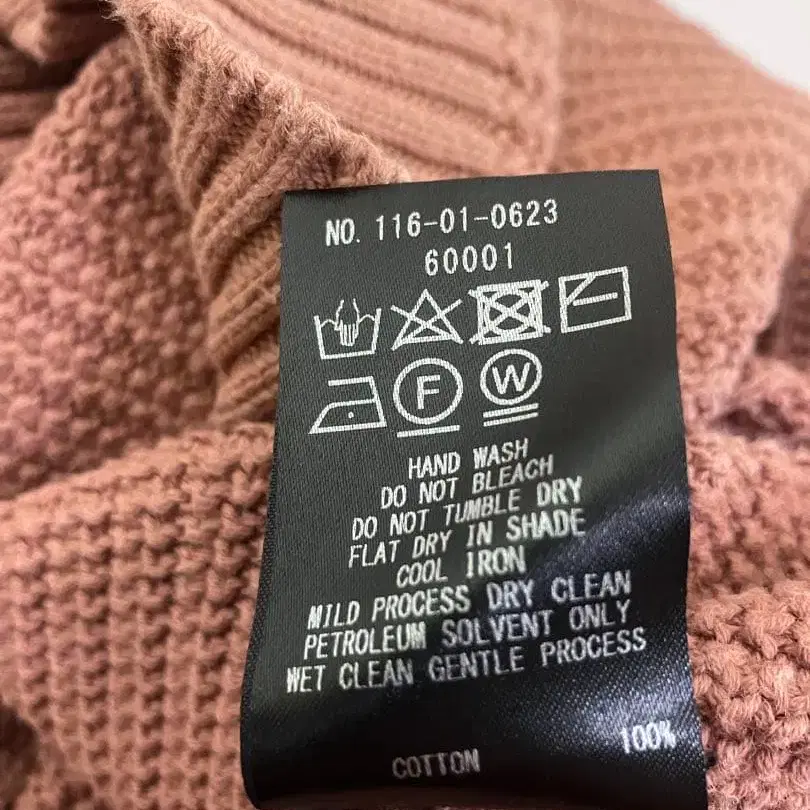 NO. 116-01-0623
60001
F W
HAND WASH
DO NOT BLEACH
DO NOT TUMBLE DRY
FLAT DRY IN SHADE
COOL IRON
MILD PROCESS DRY CLEAN
PETROLEUM SOLVENT ONLY
WET CLEAN GENTLE PROCESS
COTTON 100%